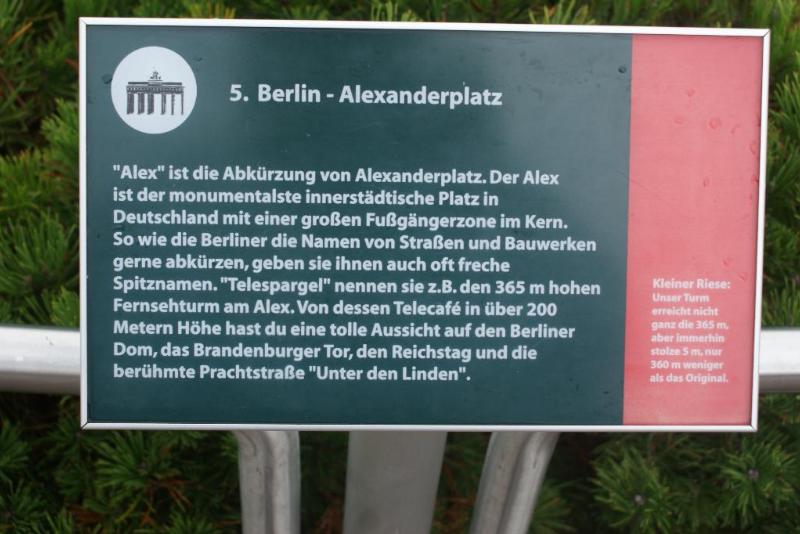 5. Berlin - Alexanderplatz
"Alex" ist die Abkürzung von Alexanderplatz. Der Alex
ist der monumentalste innerstädtische Platz in
Deutschland mit einer großen Fußgängerzone im Kern.
So wie die Berliner die Namen von Straßen und Bauwerken
gerne abkürzen, geben sie ihnen auch oft freche
Spitznamen. "Telespargel" nennen sie z.B. den 365 m hohen
Fernsehturm am Alex. Von dessen Telecafé in über 200
Metern Höhe hast du eine tolle Aussicht auf den Berliner
Dom, das Brandenburger Tor, den Reichstag und die
berühmte Prachtstraße "Unter den Linden".
Kleiner Riese:
Unser Turm
erreicht nicht
ganz die 365 m,
aber immerhin
stolze 5 m, nur
360 m weniger
als das Original.